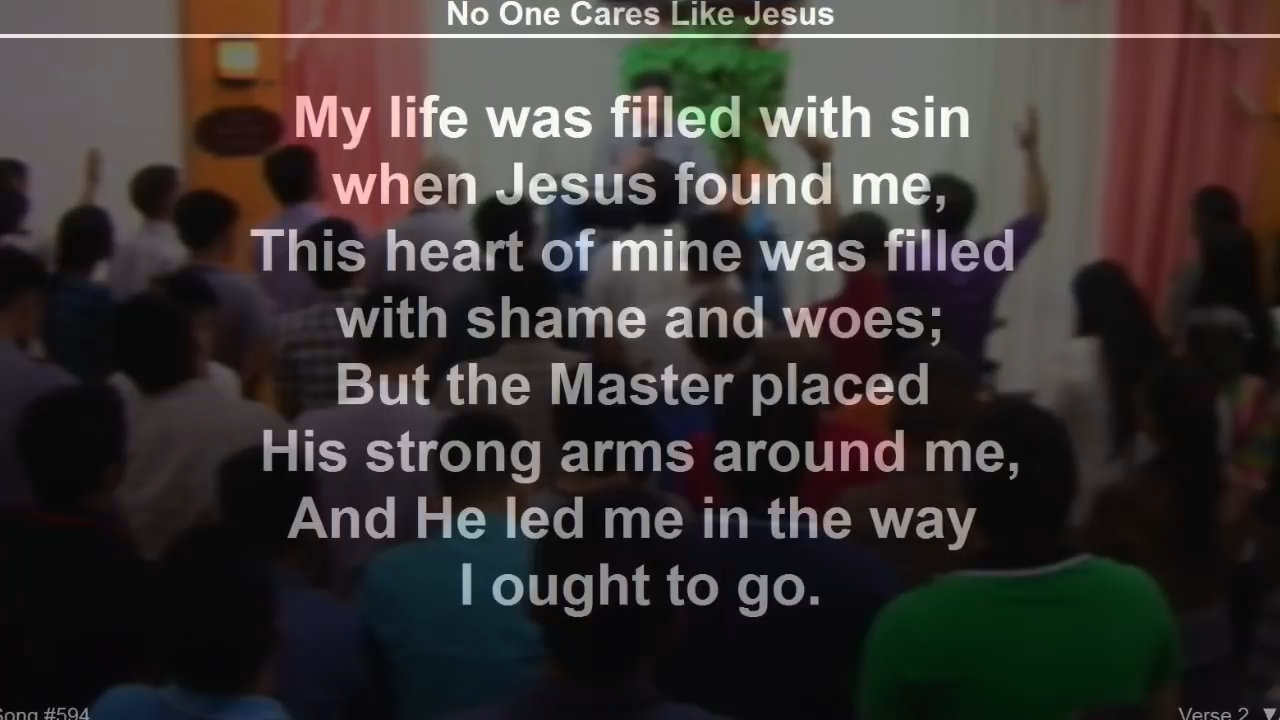 No One Cares Like Jesus
My life was filled with sin
when Jesus found me,
This heart of mine was filled
with shame and woes;
But the Master placed
His strong arms around me,
And He led me in the way
I ought to go.
Song #594
Verse 2 ▼